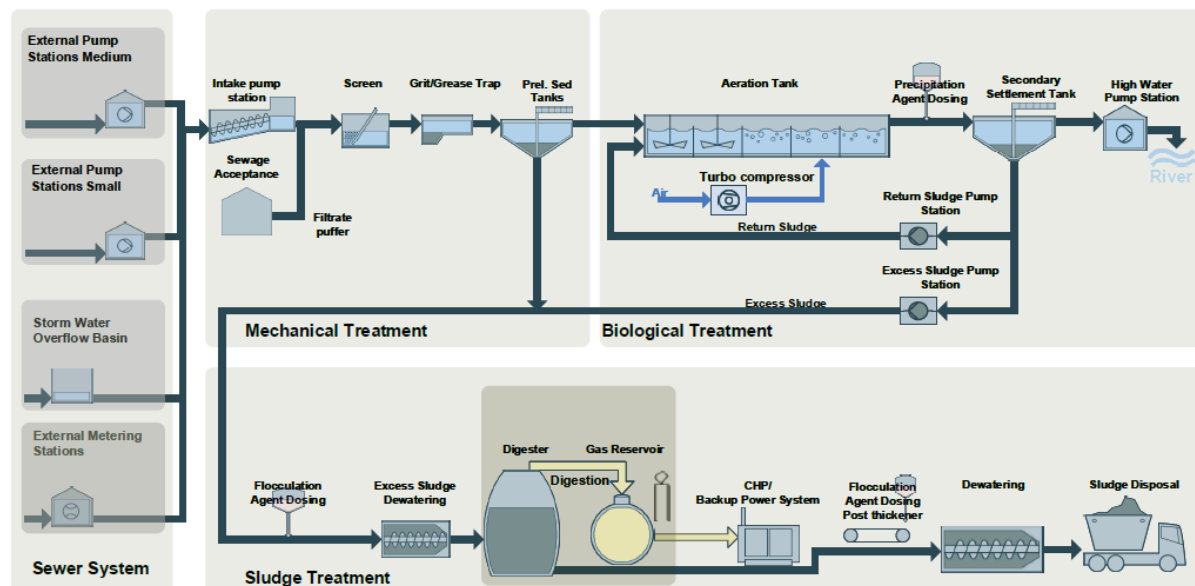 External Pump
Stations Medium
External Pump
Stations Small
Storm Water
Overflow Basin
External Metering
Stations
Sewer System
Intake pump
station
Screen
Grit/Grease Trap
Prel. Sed
Tanks
Sewage
Acceptance
Filtrate
puffer
Mechanical Treatment
Aeration Tank
Precipitation
Agent Dosing
Secondary
Settlement Tank
High Water
Pump Station
River
Turbo compressor
Air
Return Sludge Pump
Station
Return Sludge
Excess Sludge Pump
Station
Excess Sludge
Biological Treatment
Flocculation
Agent Dosing
Excess Sludge
Dewatering
Digester
Gas Reservoir
Digestion
CHP/
Backup Power System
Flocculation
Agent Dosing
Post thickener
Dewatering
Sludge Disposal
Sludge Treatment